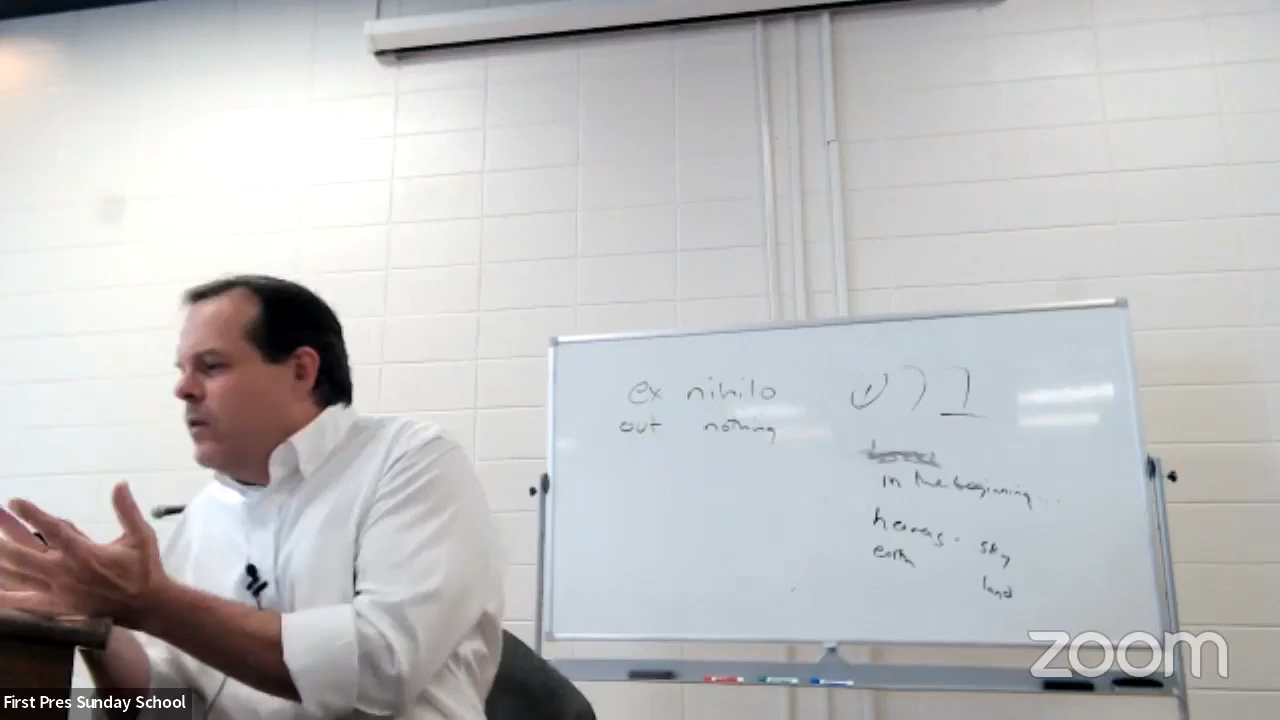 ex nihilo
out nothing
in the beginning...
heavens. sky
earth
land
zoom
First Pres Sunday School